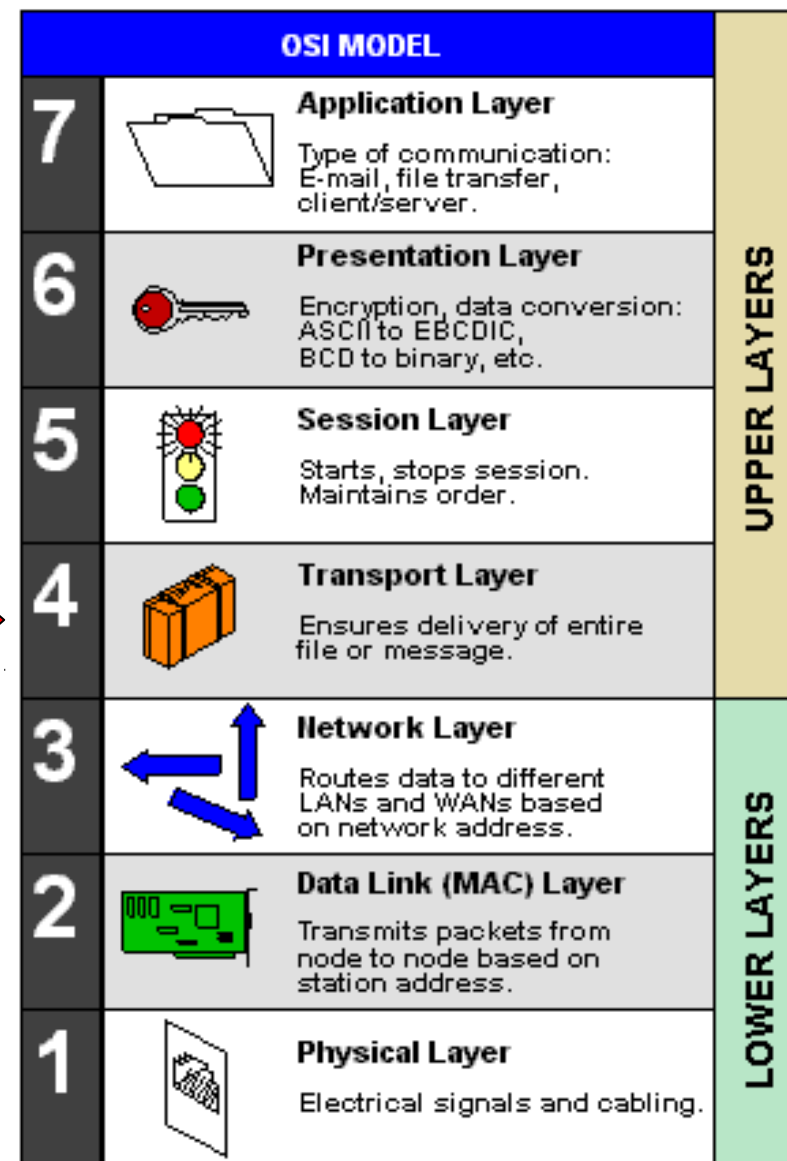 OSI MODEL
7
Application Layer
Type of communication:
E-mail, file transfer,
client/server.
6
Presentation Layer
Encryption, data conversion:
ASCII to EBCDIC,
BCD to binary, etc.
5
Session Layer
Starts, stops session.
Maintains order.
4
Transport Layer
Ensures delivery of entire
file or message.
UPPER LAYERS
3
Network Layer
Routes data to different
LANs and WANs based
on network address.
2
Data Link (MAC) Layer
Transmits packets from
node to node based on
station address.
1
Physical Layer
Electrical signals and cabling.
LOWER LAYERS